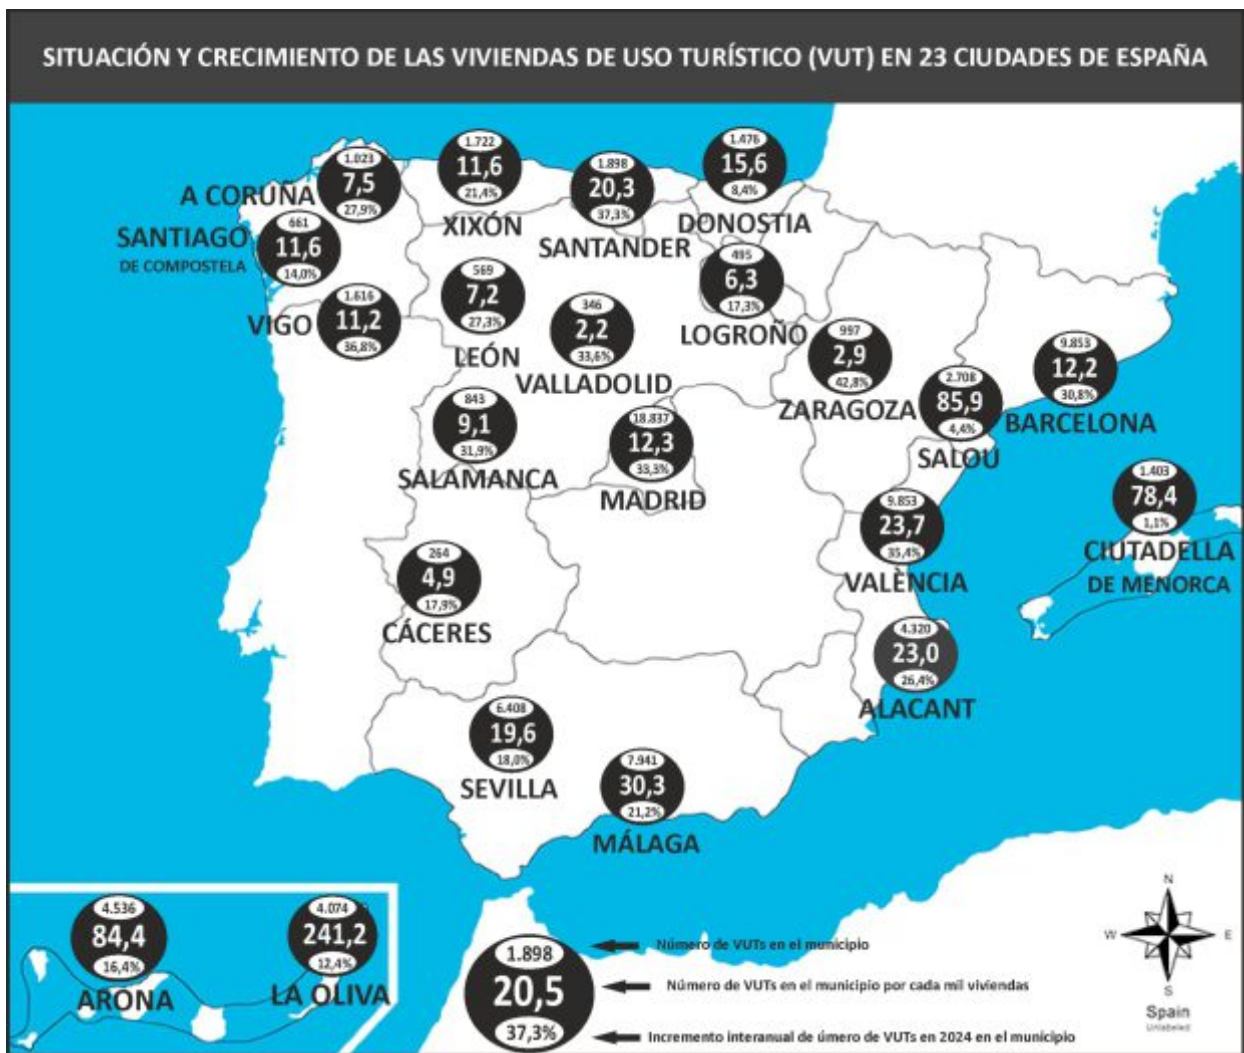 SITUACIÓN Y CRECIMIENTO DE LAS VIVIENDAS DE USO TURÍSTICO (VUT) EN 23 CIUDADES DE ESPAÑA
1.023
7,5
27,9%
A CORUÑA
1.722
11,6
21,4%
XIXÓN
1.898
20,3
37,3%
SANTANDER
1.476
15,6
8,4%
DONOSTIA
661
11,6
14,0%
SANTIAGO
DE COMPOSTELA
1.616
11,2
36,8%
VIGO
569
7,2
27,3%
LEÓN
346
2,2
33,6%
VALLADOLID
495
6,3
17,3%
LOGROÑO
997
2,9
42,8%
ZARAGOZA
2.708
85,9
4,4%
SALOU
9.853
12,2
30,8%
BARCELONA
843
9,1
31,9%
SALAMANCA
18.837
12,3
33,3%
MADRID
1.403
78,4
1,1%
CIUTADELLA
DE MENORCA
9.853
23,7
35,4%
VALÈNCIA
264
4,9
17,9%
CÁCERES
4.320
23,0
26,4%
ALACANT
6.408
19,6
18,0%
SEVILLA
7.941
30,3
21,2%
MÁLAGA
4.536
84,4
16,4%
ARONA
4.074
241,2
12,4%
LA OLIVA
1.898
20,5
37,3%
Número de VUTs en el municipio
Número de VUTs en el municipio por cada mil viviendas
Incremento interanual de úmero de VUTs en 2024 en el municipio
N
W
E
S
Spain
Unlabeled